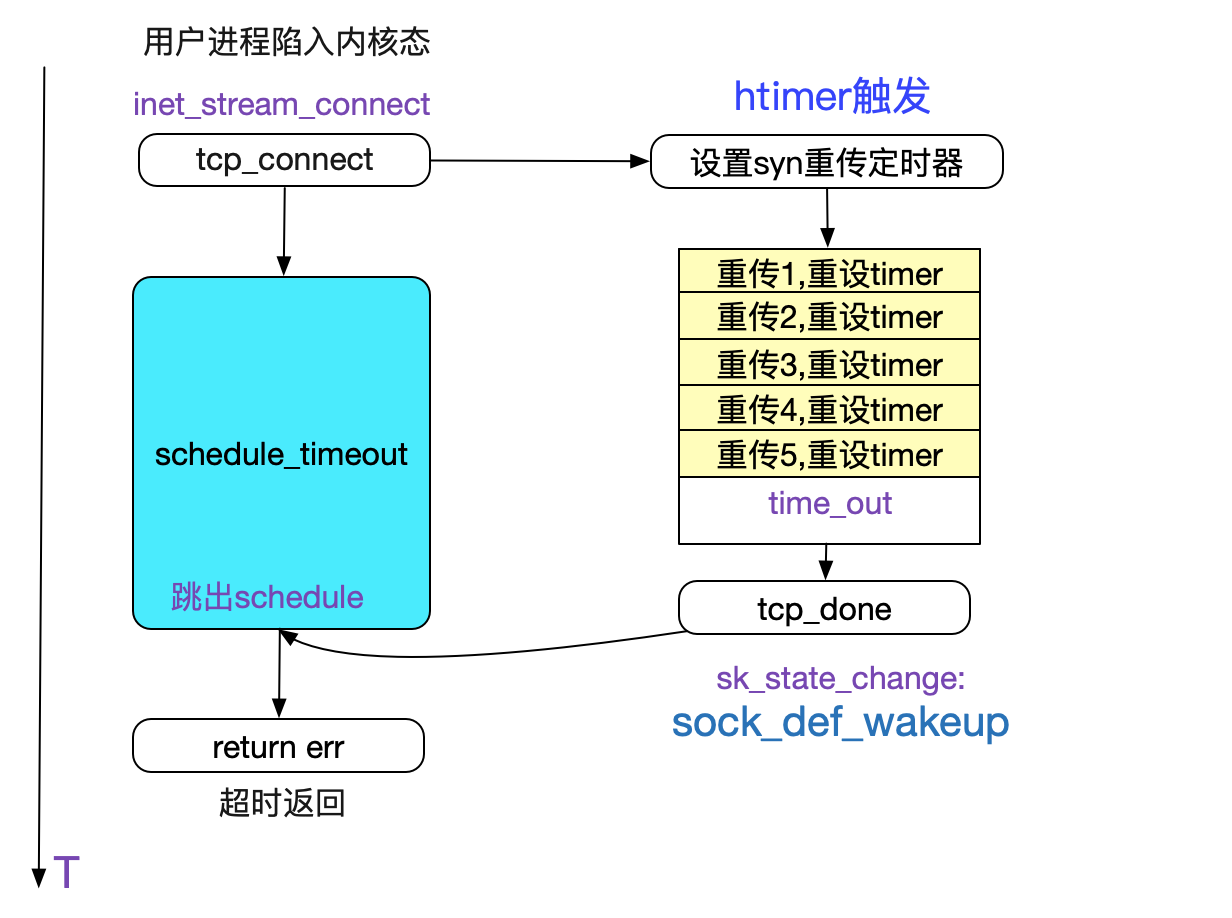 用户进程陷入内核态
inet_stream_connect
htimer触发
tcp_connect
设置syn重传定时器
重传1,重设timer
重传2,重设timer
重传3,重设timer
重传4,重设timer
重传5,重设timer
schedule_timeout
time_out
跳出schedule
tcp_done
sk_state_change:
sock_def_wakeup
return err
超时返回
T